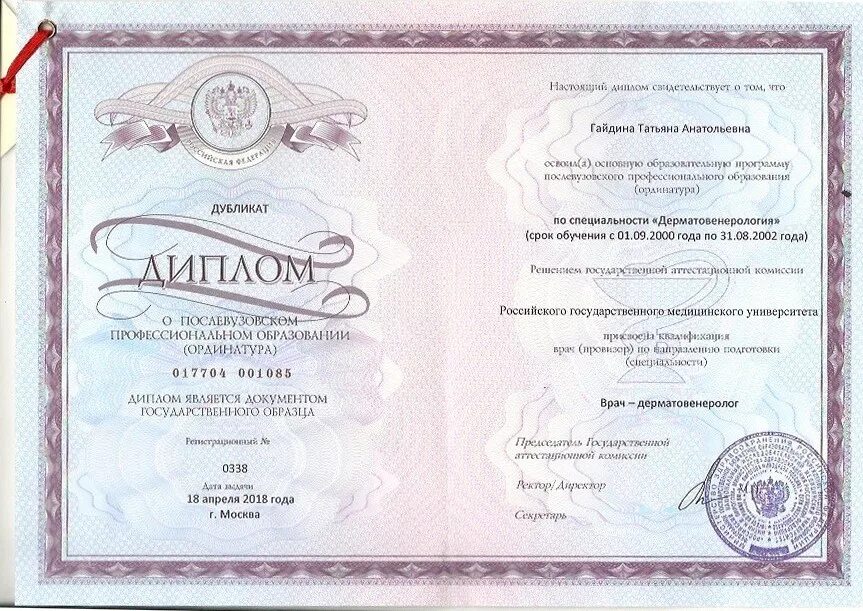 РОССИЙСКАЯ ФЕДЕРАЦИЯ
ДУБЛИКАТ
ДИПЛОМ
О ПОСЛЕВУЗОВСКОМ
ПРОФЕССИОНАЛЬНОМ ОБРАЗОВАНИИ
(ОРДИНАТУРА)
017704 001085
ДИПЛОМ ЯВЛЯЕТСЯ ДОКУМЕНТОМ
ГОСУДАРСТВЕННОГО ОБРАЗЦА
Регистрационный №
0338
Дата выдачи
18 апреля 2018 года
г. Москва
Настоящий диплом свидетельствует о том, что
Гайдина Татьяна Анатольевна
освоил(а) основную образовательную программу
послевузовского профессионального образования
(ординатура)
по специальности «Дерматовенерология»
(срок обучения с 01.09.2000 года по 31.08.2002 года)
Решением государственной аттестационной комиссии
Российского государственного медицинского университета
присвоена квалификация
врач (провизор) по направлению подготовки
(специальности)
Врач – дерматовенеролог
Председатель Государственной
аттестационной комиссии
Ректор/Директор
Секретарь